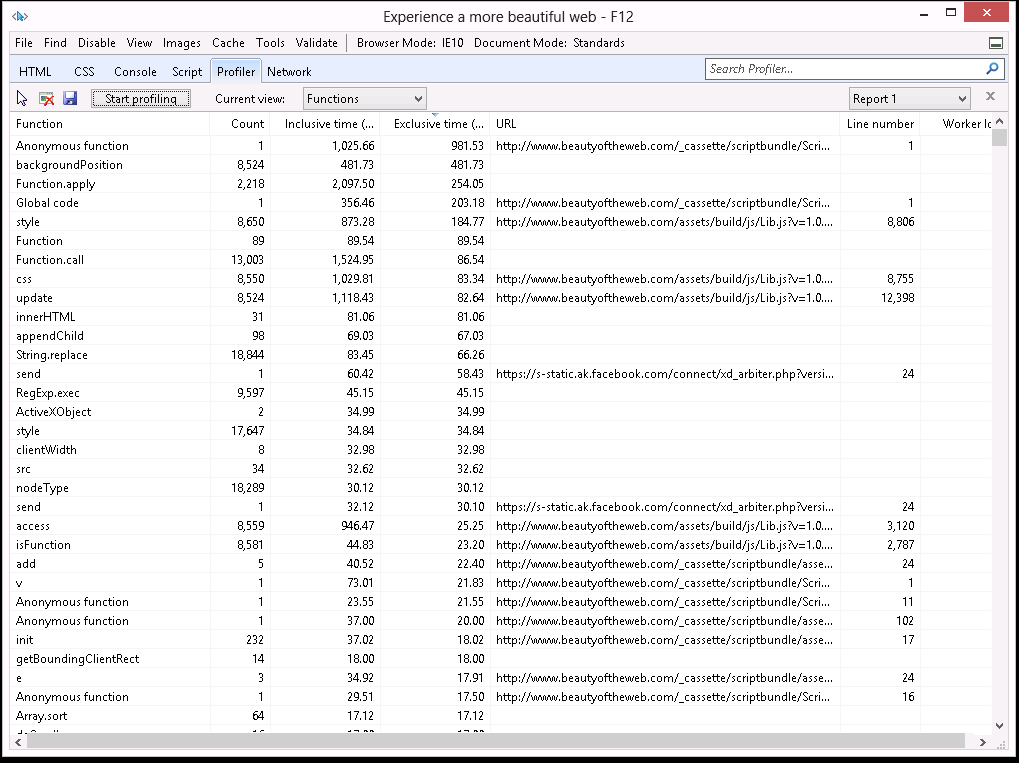 Experience a more beautiful web - F12
File Find Disable View Images Cache Tools Validate Browser Mode: IE10 Document Mode: Standards
HTML CSS Console Script Profiler Network Search Profiler...
Start profiling Current view: Functions Report 1
Function Count Inclusive time (... Exclusive time (... URL Line number Worker lo
Anonymous function 1 1,025.66 981.53 http://www.beautyoftheweb.com/_cassette/scriptbundle/Scri... 1
backgroundPosition 8,524 481.73 481.73
Function.apply 2,218 2,097.50 254.05
Global code 1 356.46 203.18 http://www.beautyoftheweb.com/_cassette/scriptbundle/Scri... 1
style 8,650 873.28 184.77 http://www.beautyoftheweb.com/assets/build/js/Lib.js?v=1.0.... 8,806
Function 89 89.54 89.54
Function.call 13,003 1,524.95 86.54
css 8,550 1,029.81 83.34 http://www.beautyoftheweb.com/assets/build/js/Lib.js?v=1.0.... 8,755
update 8,524 1,118.43 82.64 http://www.beautyoftheweb.com/assets/build/js/Lib.js?v=1.0.... 12,398
innerHTML 31 81.06 81.06
appendChild 98 69.03 67.03
String.replace 18,844 83.45 66.26
send 1 60.42 58.43 https://s-static.ak.facebook.com/connect/xd_arbiter.php?versi... 24
RegExp.exec 9,597 45.15 45.15
ActiveXObject 2 34.99 34.99
style 17,647 34.84 34.84
clientWidth 8 32.98 32.98
src 34 32.62 32.62
nodeType 18,289 30.12 30.12
send 1 32.12 30.10 https://s-static.ak.facebook.com/connect/xd_arbiter.php?versi... 24
access 8,559 946.47 25.25 http://www.beautyoftheweb.com/assets/build/js/Lib.js?v=1.0.... 3,120
isFunction 8,581 44.83 23.20 http://www.beautyoftheweb.com/assets/build/js/Lib.js?v=1.0.... 2,787
add 5 40.52 22.40 http://www.beautyoftheweb.com/_cassette/scriptbundle/asse... 24
v 1 73.01 21.83 http://www.beautyoftheweb.com/_cassette/scriptbundle/Scri... 1
Anonymous function 1 23.55 21.55 http://www.beautyoftheweb.com/_cassette/scriptbundle/Scri... 11
Anonymous function 1 37.00 20.00 http://www.beautyoftheweb.com/_cassette/scriptbundle/asse... 102
init 232 37.02 18.02 http://www.beautyoftheweb.com/_cassette/scriptbundle/asse... 17
getBoundingClientRect 14 18.00 18.00
e 3 34.92 17.91 http://www.beautyoftheweb.com/_cassette/scriptbundle/asse... 24
Anonymous function 1 29.51 17.50 http://www.beautyoftheweb.com/_cassette/scriptbundle/Scri... 16
Array.sort 64 17.12 17.12